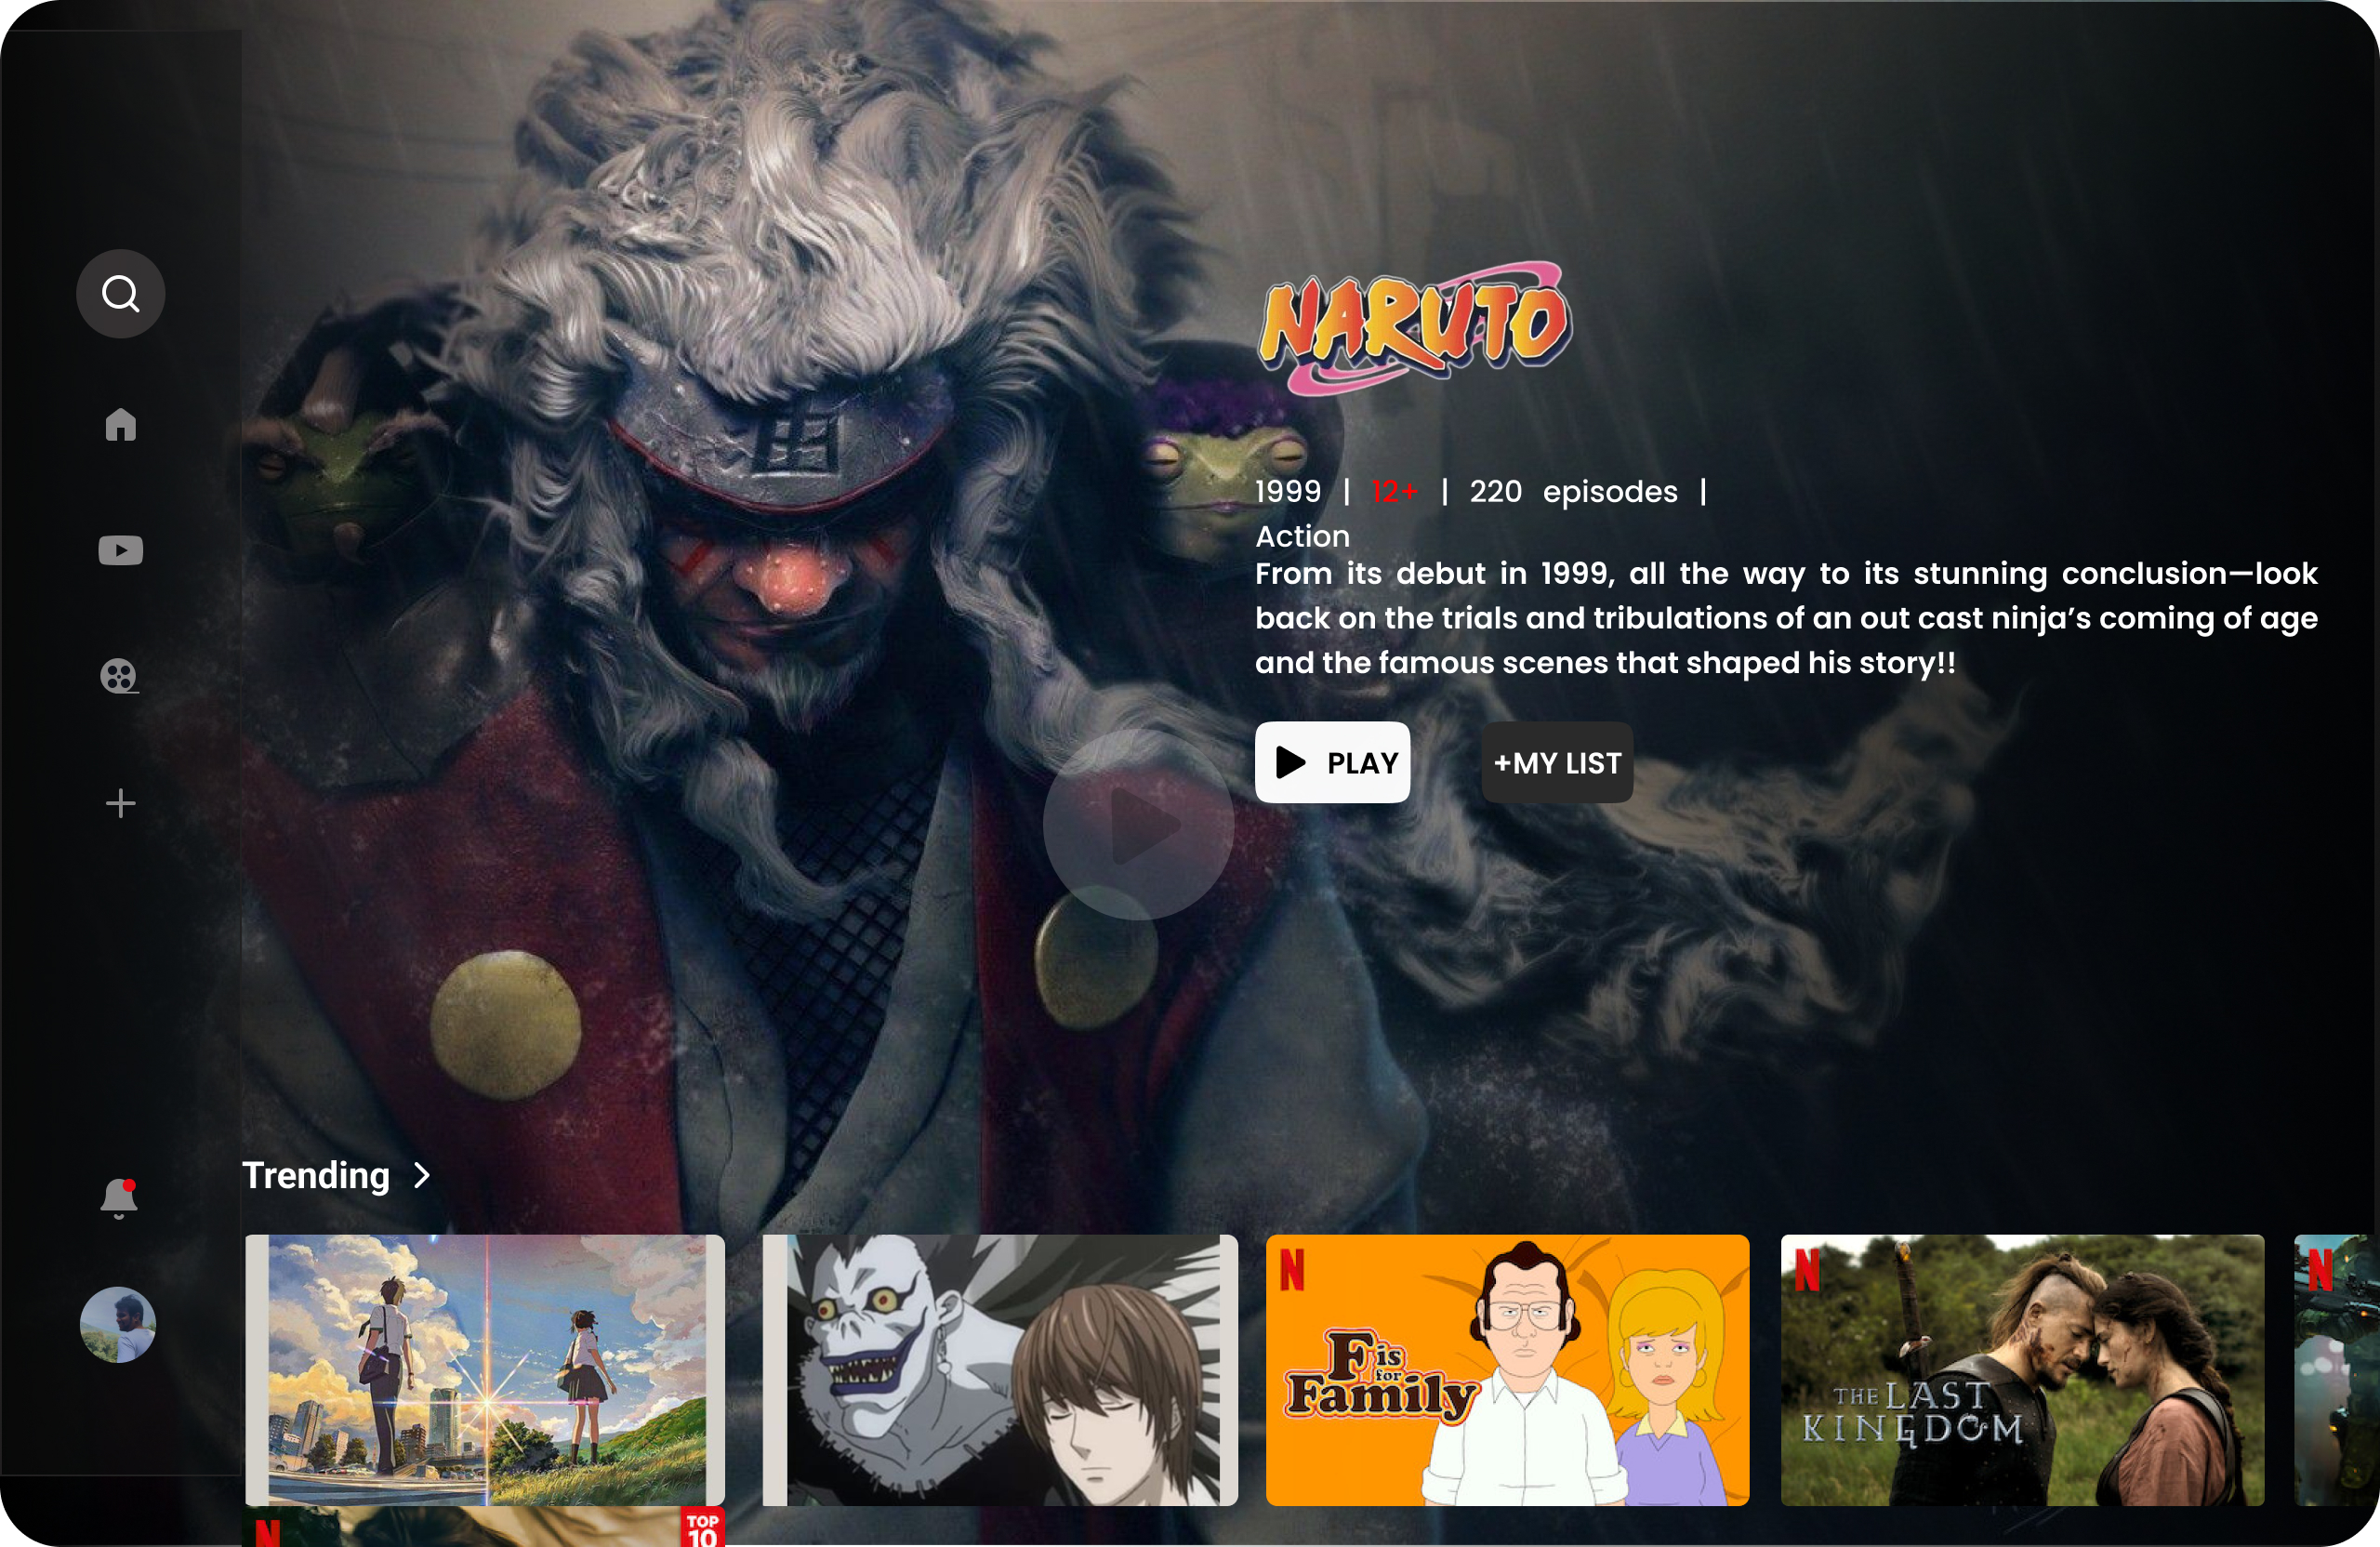 NARUTO
1999 | 12+ | 220 episodes |
Action
From its debut in 1999, all the way to its stunning conclusion—look
back on the trials and tribulations of an out cast ninja’s coming of age
and the famous scenes that shaped his story!!
PLAY
+MY LIST
Trending
N
F is
for
Family
N
THE LAST
KINGDOM
N
N
TOP
10